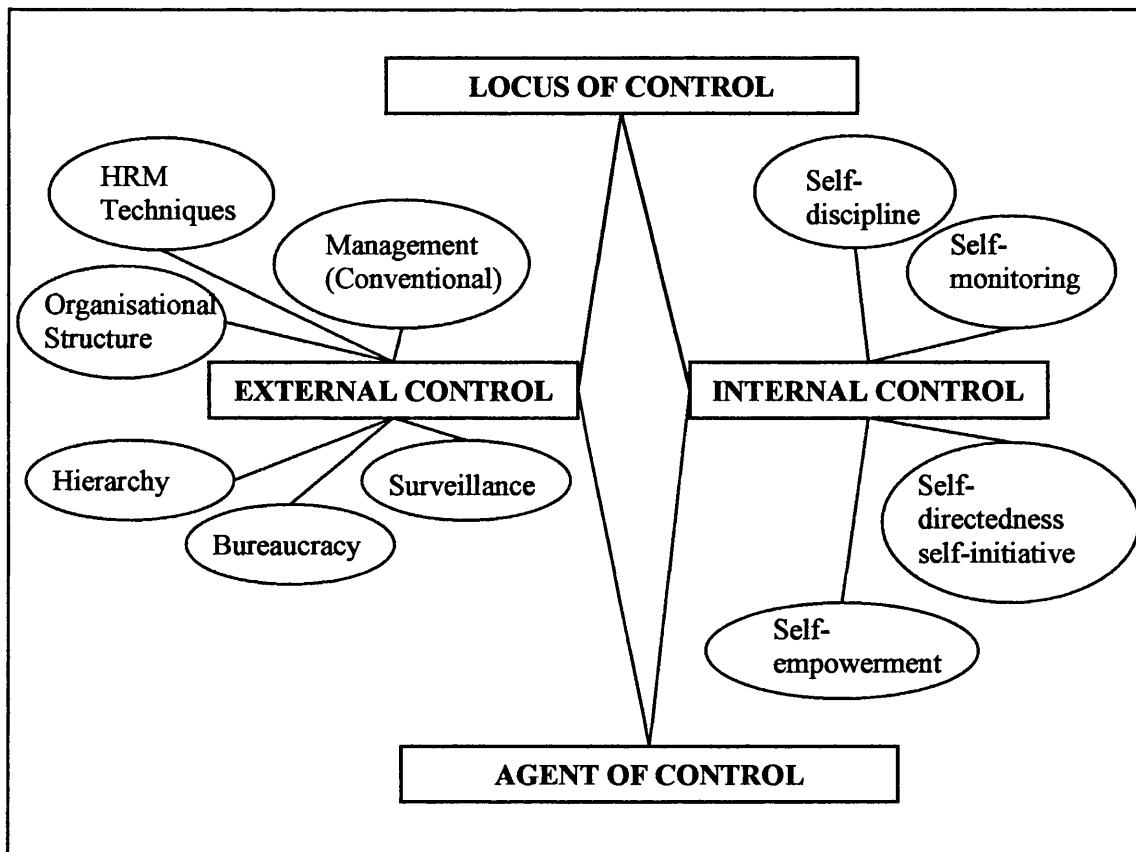 LOCUS OF CONTROL
HRM
Techniques
Management
(Conventional)
Organisational
Structure
Self-
discipline
Self-
monitoring
EXTERNAL CONTROL
INTERNAL CONTROL
Hierarchy
Bureaucracy
Surveillance
Self-
directedness
self-initiative
Self-
empowerment
AGENT OF CONTROL